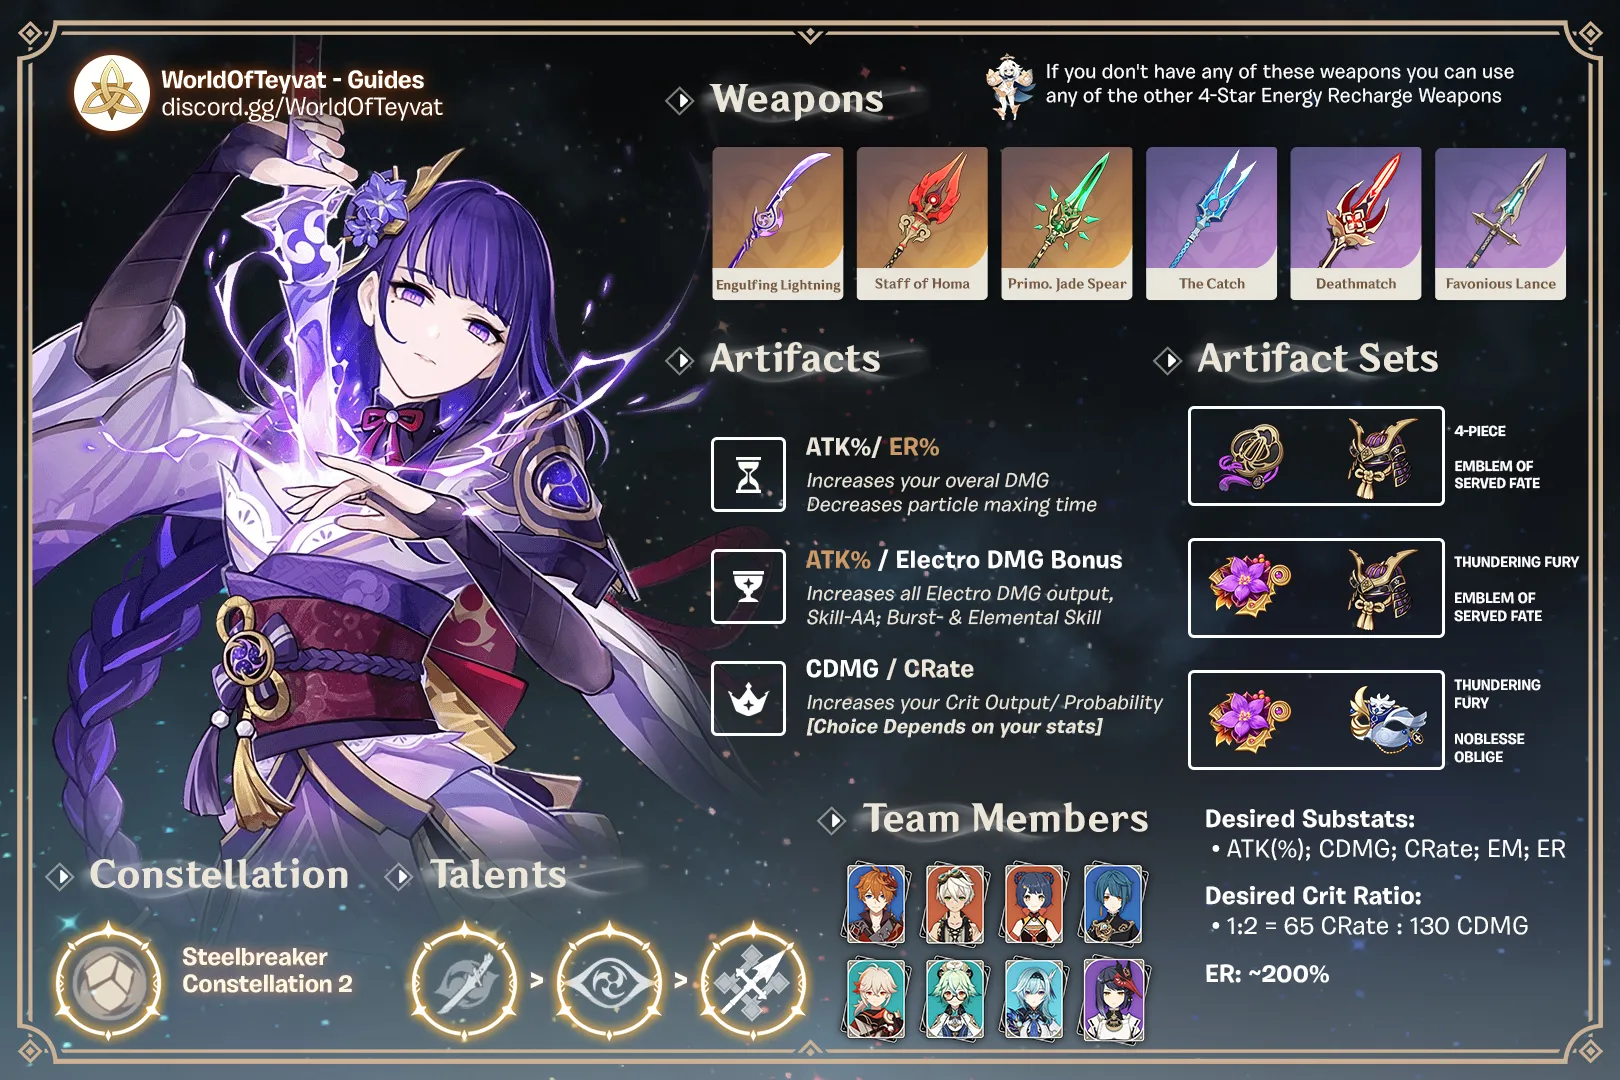 WorldOfTeyvat - Guides
discord.gg/WorldOfTeyvat
Weapons
If you don't have any of these weapons you can use
any of the other 4-Star Energy Recharge Weapons
Engulfing Lightning
Staff of Homa
Primo. Jade Spear
The Catch
Deathmatch
Favonious Lance
Artifacts
ATK%/ ER%
Increases your overal DMG
Decreases particle maxing time
ATK% / Electro DMG Bonus
Increases all Electro DMG output,
Skill-AA; Burst- & Elemental Skill
CDMG / CRate
Increases your Crit Output/ Probability
[Choice Depends on your stats]
Artifact Sets
4-PIECE
EMBLEM OF
SERVED FATE
THUNDERING FURY
EMBLEM OF
SERVED FATE
THUNDERING
FURY
NOBLESSE
OBLIGE
Constellation
Steelbreaker
Constellation 2
Talents
> >
Team Members
Desired Substats:
• ATK(%); CDMG; CRate; EM; ER
Desired Crit Ratio:
• 1:2 = 65 CRate : 130 CDMG
ER: ~200%